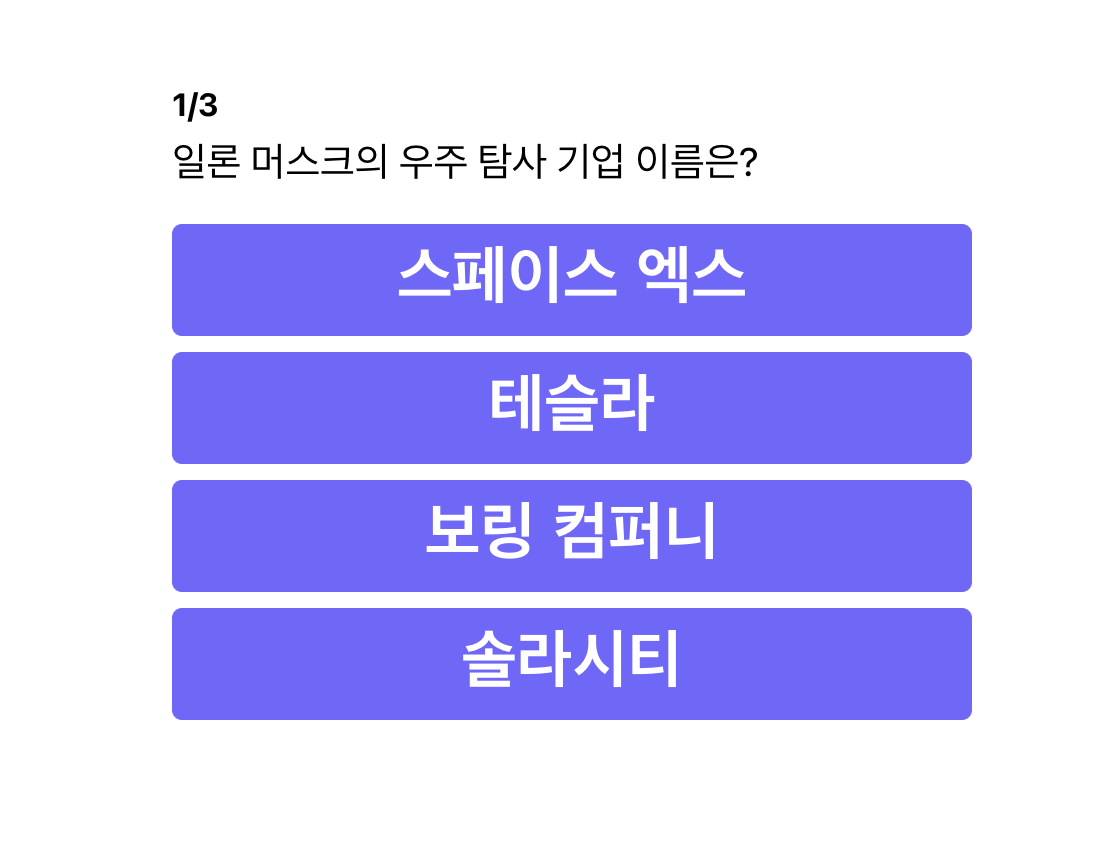 1/3
일론 머스크의 우주 탐사 기업 이름은?
스페이스 엑스
테슬라
보링 컴퍼니
솔라시티